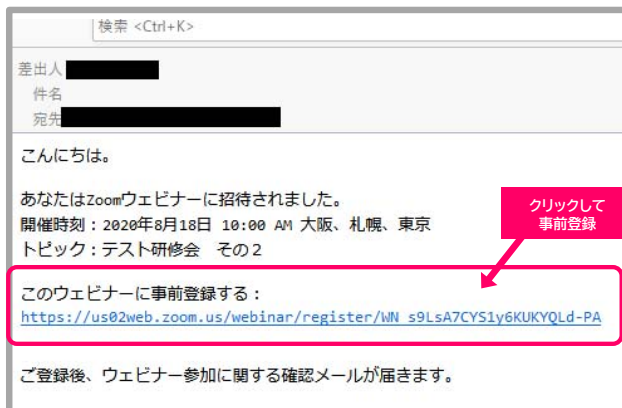 検索 <Ctrl+K>
差出人
件名
宛先
こんにちは。
あなたはZoomウェビナーに招待されました。
開催時刻：2020年8月18日 10:00 AM 大阪、札幌、東京
トピック：テスト研修会 その２
クリックして
事前登録
このウェビナーに事前登録する：
https://us02web.zoom.us/webinar/register/WN_s9LsA7CYS1y6KUKYQLd-PA
ご登録後、ウェビナー参加に関する確認メールが届きます。